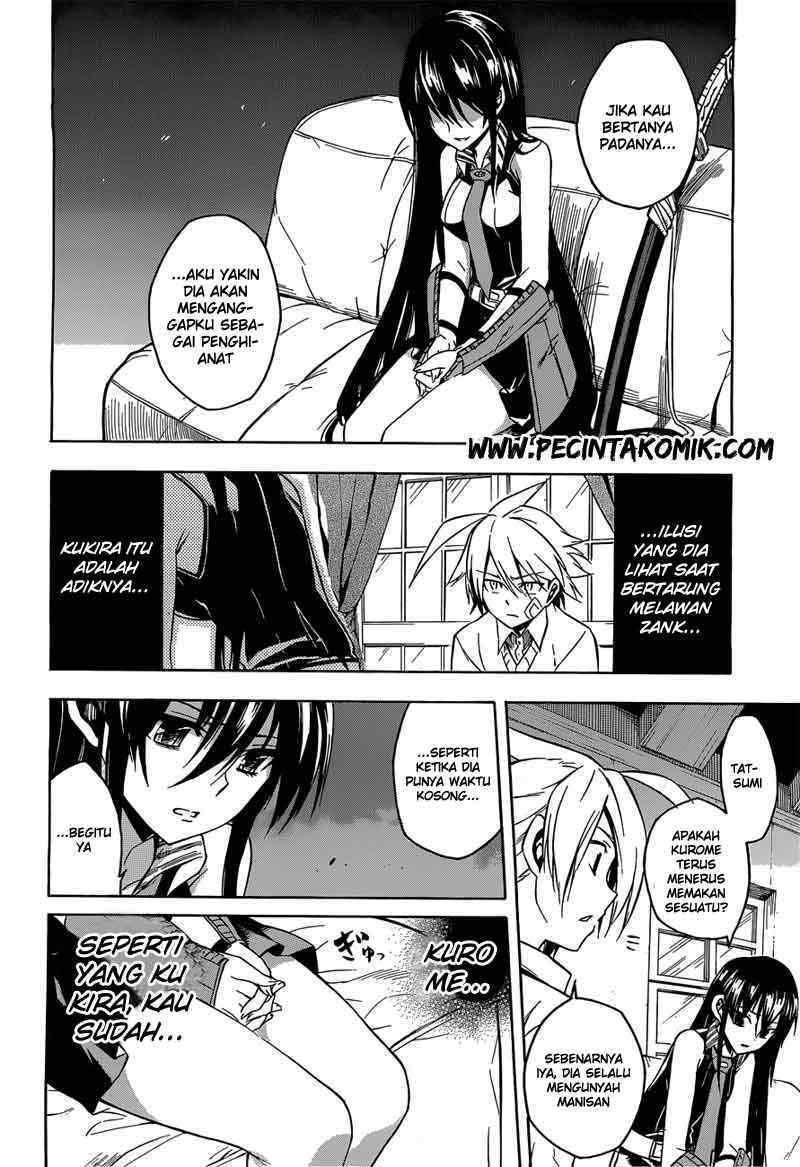 JIKA KAU
BERTANYA
PADANYA...
...AKU YAKIN
DIA AKAN
MENGANG-
GAPKU SEBA-
GAI PENGHI-
ANAT
WWW.PECINTAKOMIK.COM
...ILUSI
YANG DIA
LIHAT SAAT
BERTARUNG
MELAWAN
ZANK...
KUKIRA ITU
ADALAH
ADIKNYA...
TAT-
SUMI
APAKAH
KUROME
TERUS
MENERUS
MEMAKAN
SESUATU?
SEBENARNYA
IYA, DIA SELALU
MENGUNYAH
MANISAN
...SEPERTI
KETIKA DIA
PUNYA WAKTU
KOSONG...
...BEGITU
YA
KURO
ME...
ぎゅっ
SEPERTI
YANG KU
KIRA, KAU
SUDAH...